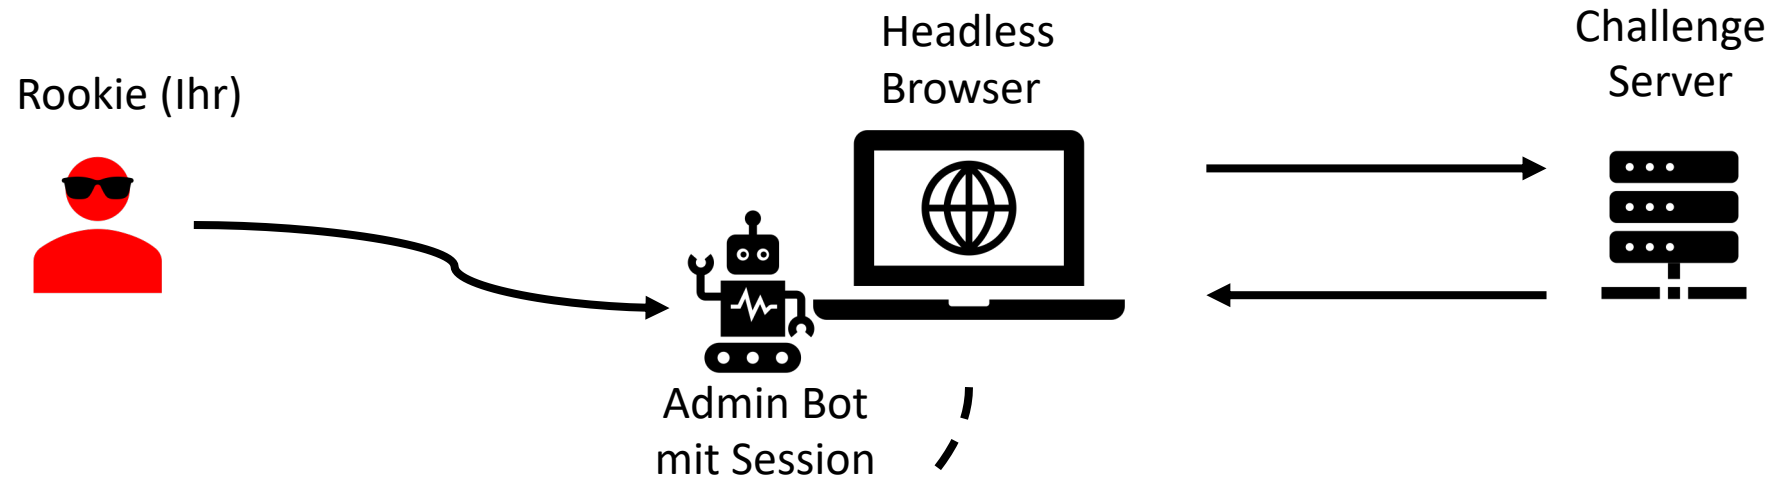 Rookie (Ihr)
Headless
Browser
Challenge
Server
Admin Bot
mit Session